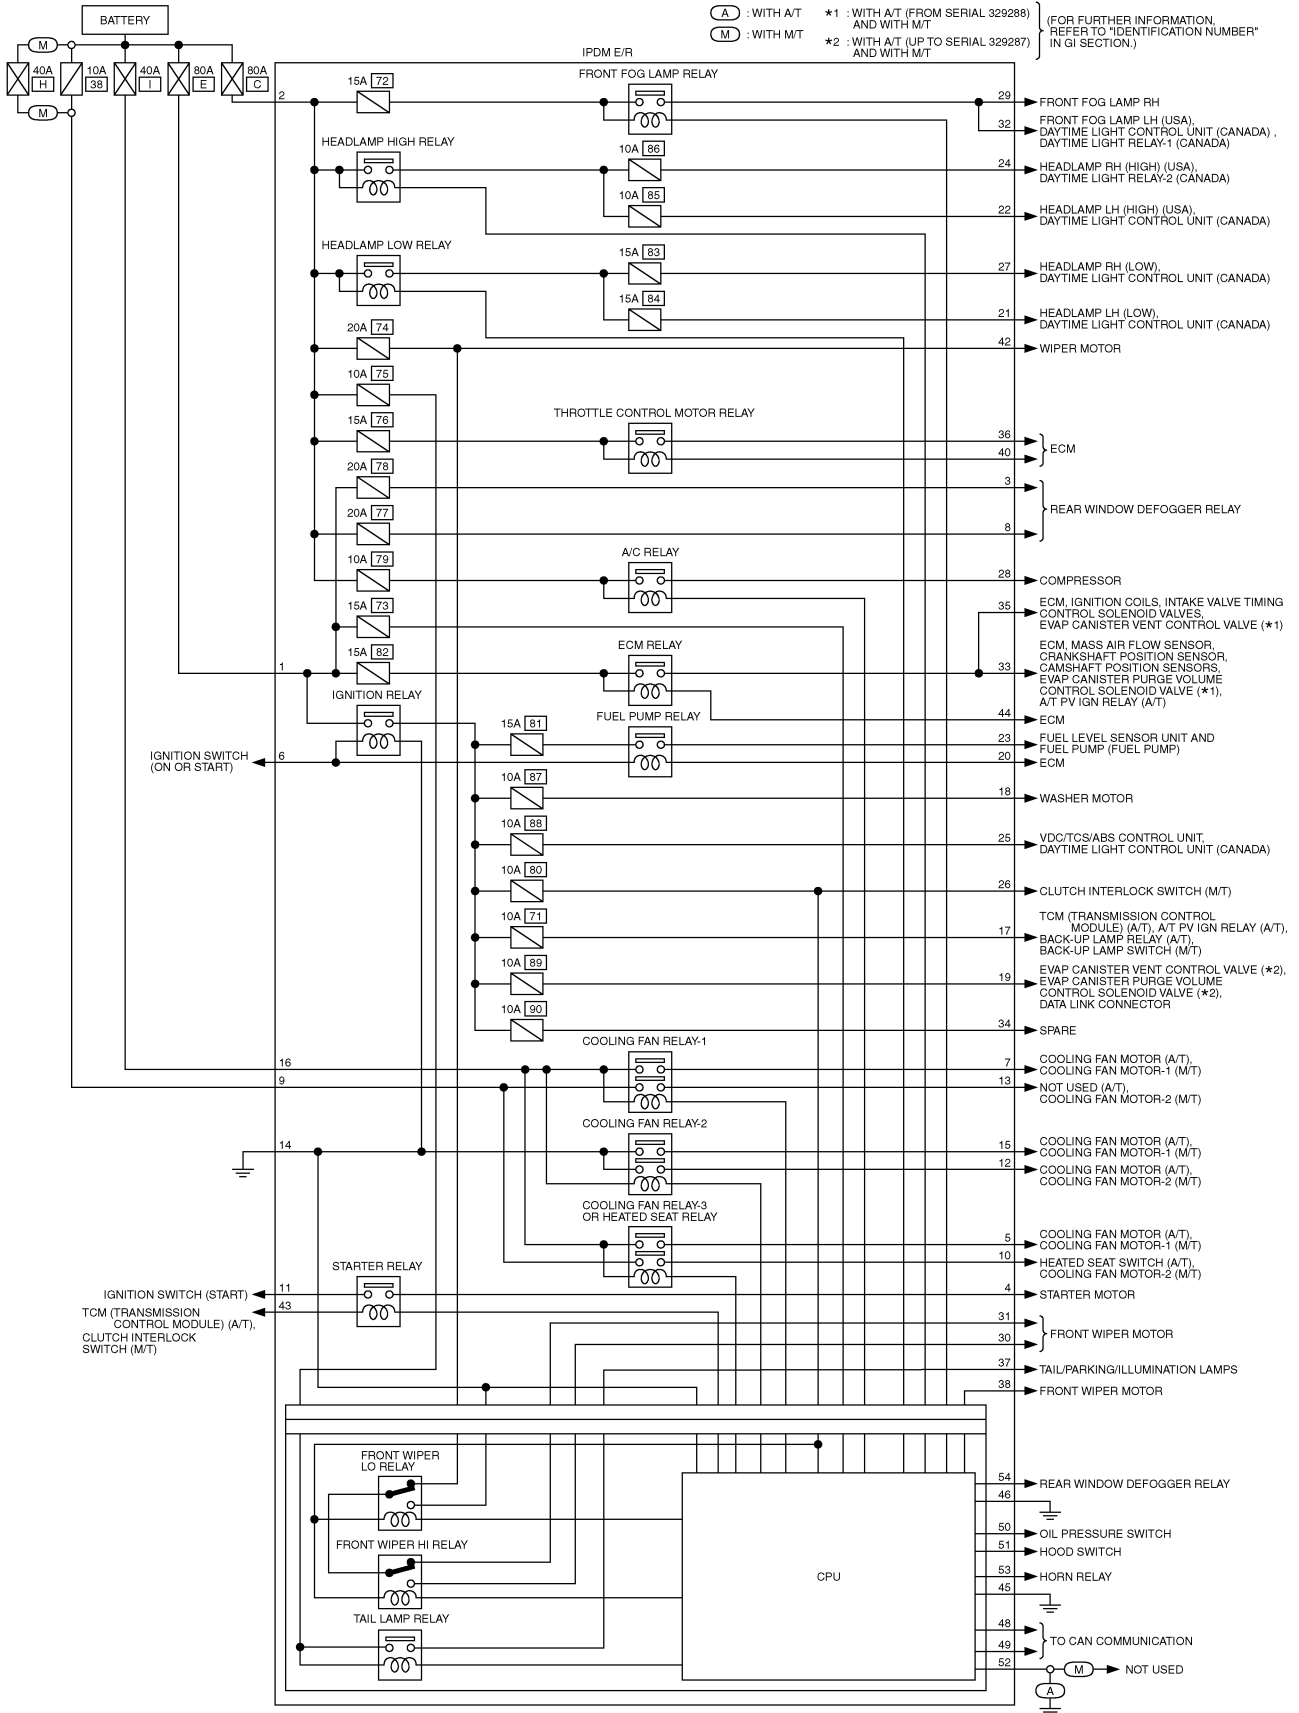 BATTERY
A : WITH A/T
M : WITH M/T
*1 : WITH A/T (FROM SERIAL 329288)
AND WITH M/T
*2 : WITH A/T (UP TO SERIAL 329287)
AND WITH M/T
(FOR FURTHER INFORMATION,
REFER TO "IDENTIFICATION NUMBER"
IN GI SECTION.)
M
40A H
10A 38
40A I
80A E
80A C
M
IPDM E/R
2
15A 72
FRONT FOG LAMP RELAY
29
FRONT FOG LAMP RH
32
FRONT FOG LAMP LH (USA),
DAYTIME LIGHT CONTROL UNIT (CANADA) ,
DAYTIME LIGHT RELAY-1 (CANADA)
HEADLAMP HIGH RELAY
10A 86
24
HEADLAMP RH (HIGH) (USA),
DAYTIME LIGHT RELAY-2 (CANADA)
10A 85
22
HEADLAMP LH (HIGH) (USA),
DAYTIME LIGHT CONTROL UNIT (CANADA)
HEADLAMP LOW RELAY
15A 83
27
HEADLAMP RH (LOW),
DAYTIME LIGHT CONTROL UNIT (CANADA)
15A 84
21
HEADLAMP LH (LOW),
DAYTIME LIGHT CONTROL UNIT (CANADA)
20A 74
42
WIPER MOTOR
10A 75
15A 76
THROTTLE CONTROL MOTOR RELAY
36
40
ECM
20A 78
3
20A 77
8
REAR WINDOW DEFOGGER RELAY
10A 79
A/C RELAY
28
COMPRESSOR
15A 73
35
ECM, IGNITION COILS, INTAKE VALVE TIMING
CONTROL SOLENOID VALVES,
EVAP CANISTER VENT CONTROL VALVE (*1)
1
15A 82
ECM RELAY
33
ECM, MASS AIR FLOW SENSOR,
CRANKSHAFT POSITION SENSOR,
CAMSHAFT POSITION SENSORS,
EVAP CANISTER PURGE VOLUME
CONTROL SOLENOID VALVE (*1),
A/T PV IGN RELAY (A/T)
44
ECM
IGNITION RELAY
15A 81
FUEL PUMP RELAY
23
FUEL LEVEL SENSOR UNIT AND
FUEL PUMP (FUEL PUMP)
IGNITION SWITCH
(ON OR START)
6
20
ECM
10A 87
18
WASHER MOTOR
10A 88
25
VDC/TCS/ABS CONTROL UNIT,
DAYTIME LIGHT CONTROL UNIT (CANADA)
10A 80
26
CLUTCH INTERLOCK SWITCH (M/T)
10A 71
17
TCM (TRANSMISSION CONTROL
MODULE) (A/T), A/T PV IGN RELAY (A/T),
BACK-UP LAMP RELAY (A/T),
BACK-UP LAMP SWITCH (M/T)
10A 89
19
EVAP CANISTER VENT CONTROL VALVE (*2),
EVAP CANISTER PURGE VOLUME
CONTROL SOLENOID VALVE (*2),
DATA LINK CONNECTOR
10A 90
34
SPARE
16
COOLING FAN RELAY-1
7
COOLING FAN MOTOR (A/T),
COOLING FAN MOTOR-1 (M/T)
9
13
NOT USED (A/T),
COOLING FAN MOTOR-2 (M/T)
14
COOLING FAN RELAY-2
15
COOLING FAN MOTOR (A/T),
COOLING FAN MOTOR-1 (M/T)
12
COOLING FAN MOTOR (A/T),
COOLING FAN MOTOR-2 (M/T)
COOLING FAN RELAY-3
OR HEATED SEAT RELAY
5
COOLING FAN MOTOR (A/T),
COOLING FAN MOTOR-1 (M/T)
10
HEATED SEAT SWITCH (A/T),
COOLING FAN MOTOR-2 (M/T)
STARTER RELAY
IGNITION SWITCH (START)
11
4
STARTER MOTOR
43
TCM (TRANSMISSION
CONTROL MODULE) (A/T),
CLUTCH INTERLOCK
SWITCH (M/T)
31
30
FRONT WIPER MOTOR
37
TAIL/PARKING/ILLUMINATION LAMPS
38
FRONT WIPER MOTOR
FRONT WIPER
LO RELAY
54
REAR WINDOW DEFOGGER RELAY
46
50
OIL PRESSURE SWITCH
51
HOOD SWITCH
FRONT WIPER HI RELAY
CPU
53
HORN RELAY
45
TAIL LAMP RELAY
48
49
TO CAN COMMUNICATION
52
M
NOT USED
A